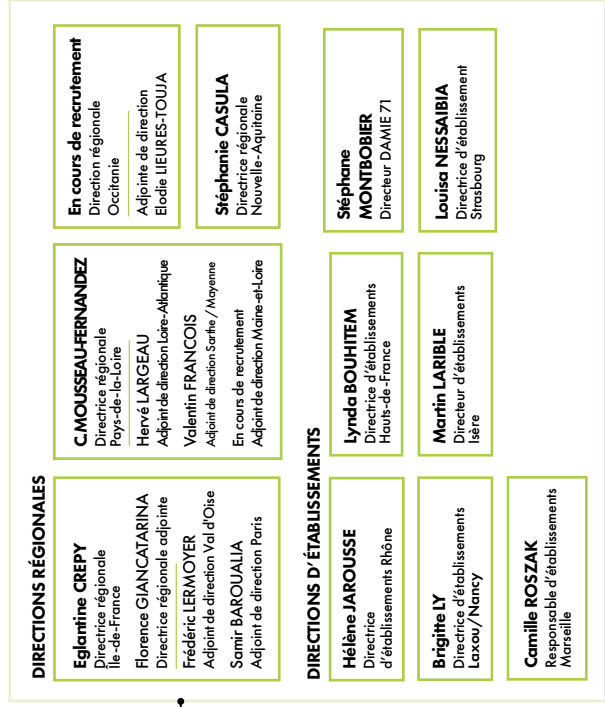 DIRECTIONS RÉGIONALES
Eglantine CREPY
Directrice régionale
Île-de-France
Florence GIANCATARINA
Directrice régionale adjointe
Frédéric LERMOYER
Adjoint de direction Val d'Oise
Samir BAROUALIA
Adjoint de direction Paris
C.MOUSSEAU-FERNANDEZ
Directrice régionale
Pays-de-la-Loire
Hervé LARGEAU
Adjoint de direction Loire-Atlantique
Valentin FRANCOIS
Adjoint de direction Sarthe / Mayenne
En cours de recrutement
Adjoint de direction Maine-et-Loire
En cours de recrutement
Direction régionale
Occitanie
Adjointe de direction
Elodie LIEURES-TOUJA
Stéphanie CASULA
Directrice régionale
Nouvelle-Aquitaine
DIRECTIONS D'ÉTABLISSEMENTS
Hélène JAROUSSE
Directrice
d'établissements Rhône
Lynda BOUHITEM
Directrice d'établissements
Hauts-de-France
Stéphane
MONTBOBIER
Directeur DAMIE 71
Brigitte LY
Directrice d'établissements
Laxou/Nancy
Martin LARIBLE
Directeur d'établissements
Isère
Louisa NESSAIBIA
Directrice d'établissement
Strasbourg
Camille ROSZAK
Responsable d'établissements
Marseille